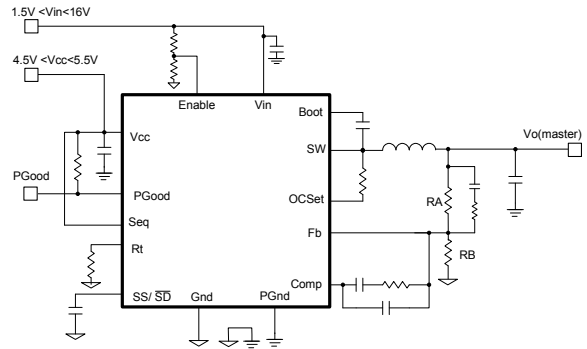 1.5V <Vin<16V
4.5V <Vcc<5.5V
Enable
Vin
Boot
Vcc
Vo(master)
SW
PGood
PGood
OCSet
RA
Seq
Fb
Rt
RB
Comp
SS/ SD
Gnd
PGnd